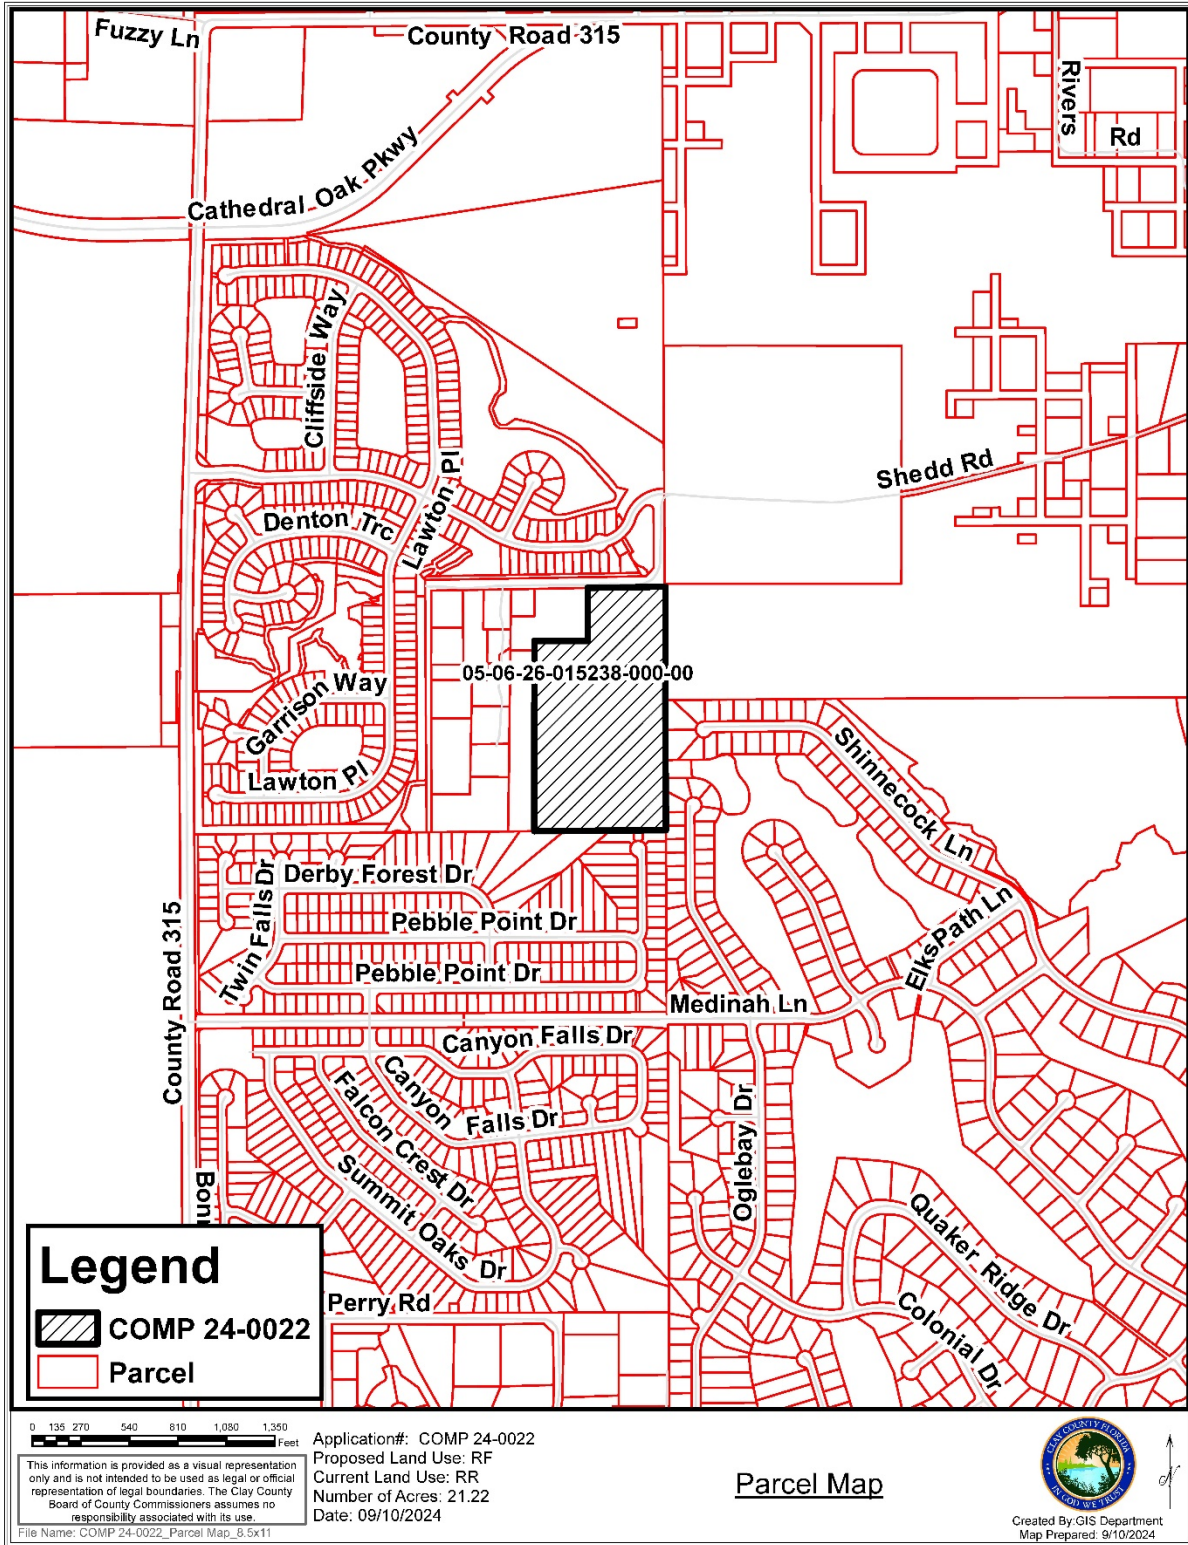 Fuzzy Ln
County Road 315
Rivers
Rd
Cathedral Oak Pkwy
Cliffside Way
Lawton Pl
Shedd Rd
Denton Trc
05-06-26-015238-000-00
Garrison Way
Lawton Pl
Shinnecock Ln
Derby Forest Dr
Twin Falls Dr
Pebble Point Dr
Elks Path Ln
County Road 315
Pebble Point Dr
Medinah Ln
Canyon Falls Dr
Canyon Falls Dr
Falcon Crest Dr
Oglebay Dr
Summit Oaks Dr
Quaker Ridge Dr
Perry Rd
Colonial Dr
Legend
COMP 24-0022
Parcel
0 135 270 540 810 1,080 1,350
Feet
This information is provided as a visual representation
only and is not intended to be used as legal or official
representation of legal boundaries. The Clay County
Board of County Commissioners assumes no
responsibility associated with its use.
File Name: COMP 24-0022_Parcel Map_8.5x11
Application#: COMP 24-0022
Proposed Land Use: RF
Current Land Use: RR
Number of Acres: 21.22
Date: 09/10/2024
Parcel Map
CLAY COUNTY FLORIDA
IN GOD WE TRUST
N
Created By:GIS Department
Map Prepared: 9/10/2024